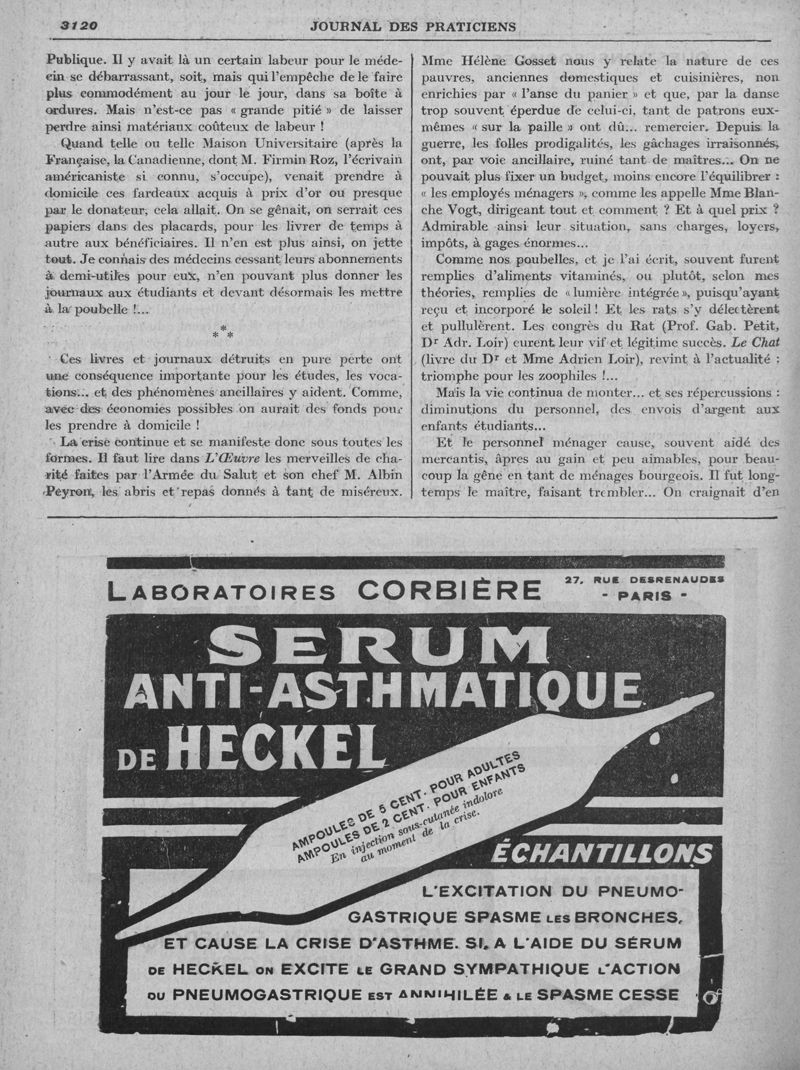 3120
JOURNAL DES PRATICIENS
Publique. Il y avait là un certain labeur pour le méde-
cin se débarrassant, soit, mais qui l'empêche de le faire
plus commodément au jour le jour, dans sa boîte à
ordures. Mais n'est-ce pas « grande pitié » de laisser
perdre ainsi matériaux coûteux de labeur !
Quand telle ou telle Maison Universitaire (après la
Française, la Canadienne, dont M. Firmin Roz, l'écrivain
américaniste si connu, s'occupe), venait prendre à
domicile ces fardeaux acquis à prix d'or ou presque
par le donateur, cela allait. On se gênait, on serrait ces
papiers dans des placards, pour les livrer de temps à
autre aux bénéficiaires. Il n'en est plus ainsi, on jette
tout. Je connais des médecins cessant leurs abonnements
à demi-utiles pour eux, n'en pouvant plus donner les
journaux aux étudiants et devant désormais les mettre
à la poubelle !...
* * *
Ces livres et journaux détruits en pure perte ont
une conséquence importante pour les études, les voca-
tions... et des phénomènes ancillaires y aident. Comme,
avec des économies possibles on aurait des fonds pour
les prendre à domicile !
La crise continue et se manifeste donc sous toutes les
formes. Il faut lire dans L'Œuvre les merveilles de cha-
rité faites par l'Armée du Salut et son chef M. Albin
Peyron, les abris et repas donnés à tant de miséreux.
Mme Hélène Gosset nous y relate la nature de ces
pauvres, anciennes domestiques et cuisinières, non
enrichies par « l'anse du panier » et que, par la danse
trop souvent éperdue de celui-ci, tant de patrons eux-
mêmes « sur la paille » ont dû... remercier. Depuis la
guerre, les folles prodigalités, les gâchages irraisonnés,
ont, par voie ancillaire, ruiné tant de maîtres... On ne
pouvait plus fixer un budget, moins encore l'équilibrer :
« les employés ménagers », comme les appelle Mme Blan-
che Vogt, dirigeant tout et comment ? Et à quel prix ?
Admirable ainsi leur situation, sans charges, loyers,
impôts, à gages énormes...
Comme nos poubelles, et je l'ai écrit, souvent furent
remplies d'aliments vitaminés, ou plutôt, selon mes
théories, remplies de « lumière intégrée », puisqu'ayant
reçu et incorporé le soleil ! Et les rats s'y délectèrent
et pullulèrent. Les congrès du Rat (Prof. Gab. Petit,
Dr Adr. Loir) eurent leur vif et légitime succès. Le Chat
(livre du Dr et Mme Adrien Loir), revint à l'actualité :
triomphe pour les zoophiles !...
Mais la vie continua de monter... et ses répercussions :
diminutions du personnel, des envois d'argent aux
enfants étudiants...
Et le personnel ménager cause, souvent aidé des
mercantis, âpres au gain et peu aimables, pour beau-
coup la gêne en tant de ménages bourgeois. Il fut long-
temps le maître, faisant trembler... On craignait d'en
LABORATOIRES CORBIÈRE
27, RUE DESRENAUDES
- PARIS -
SERUM
ANTI-ASTHMATIQUE
DE HECKEL
AMPOULES DE 5 CENT. POUR ADULTES
AMPOULES DE 2 CENT. POUR ENFANTS
En injection sous-cutanée indolore
au moment de la crise.
ÉCHANTILLONS
L'EXCITATION DU PNEUMO-
GASTRIQUE SPASME LES BRONCHES,
ET CAUSE LA CRISE D'ASTHME. SI, A L'AIDE DU SÉRUM
DE HECKEL ON EXCITE LE GRAND SYMPATHIQUE L'ACTION
DU PNEUMOGASTRIQUE EST ANNIHILÉE & LE SPASME CESSE